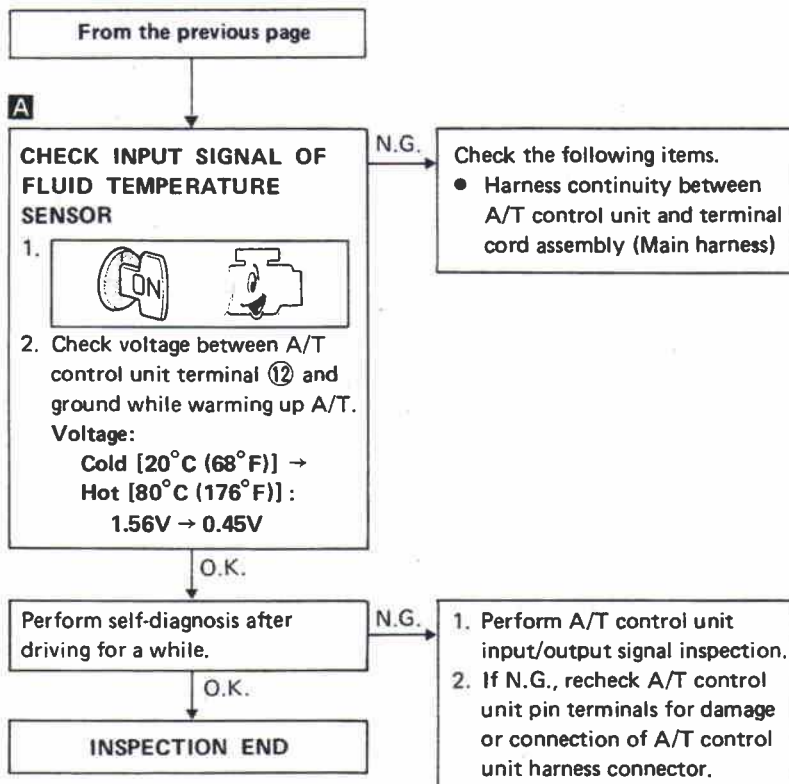 From the previous page
A
CHECK INPUT SIGNAL OF
FLUID TEMPERATURE
SENSOR
1.
ON
2. Check voltage between A/T
control unit terminal ⑫ and
ground while warming up A/T.
Voltage:
Cold [20°C (68°F)] →
Hot [80°C (176°F)] :
1.56V → 0.45V
N.G.
Check the following items.
● Harness continuity between
A/T control unit and terminal
cord assembly (Main harness)
O.K.
Perform self-diagnosis after
driving for a while.
N.G.
1. Perform A/T control unit
input/output signal inspection.
2. If N.G., recheck A/T control
unit pin terminals for damage
or connection of A/T control
unit harness connector.
O.K.
INSPECTION END